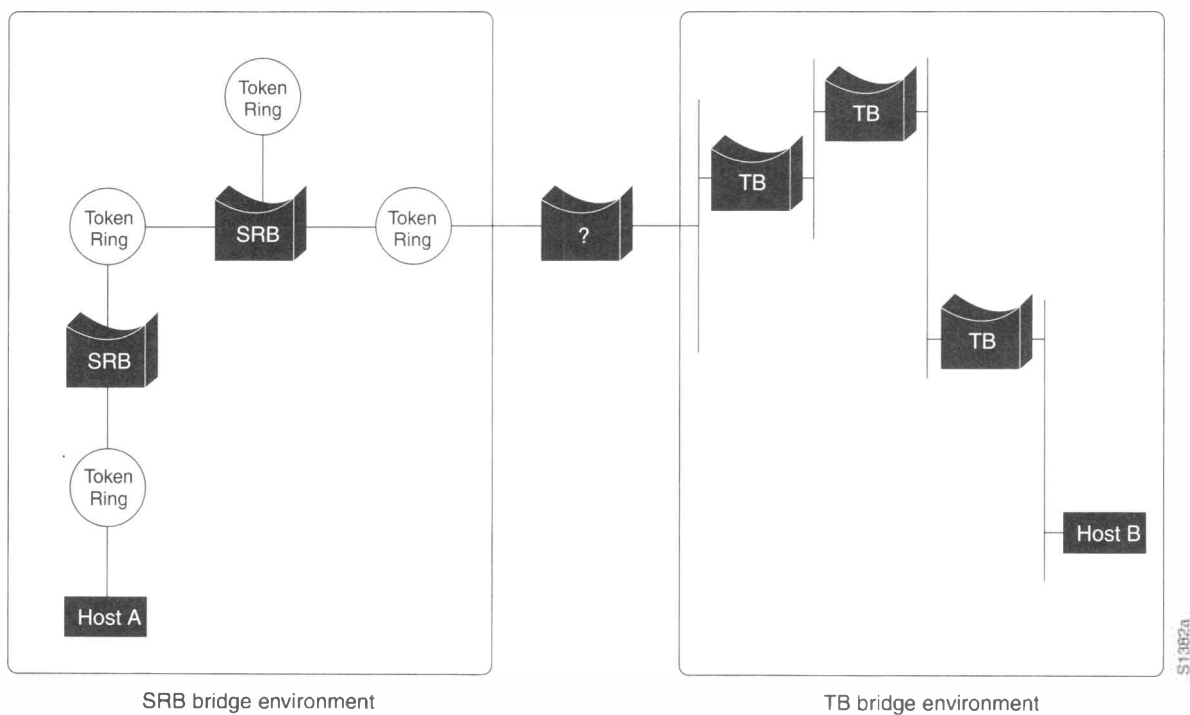 Token
Ring
TB
TB
Token
Ring
SRB
Token
Ring
?
SRB
TB
Token
Ring
Host B
Host A
S1382a
SRB bridge environment
TB bridge environment